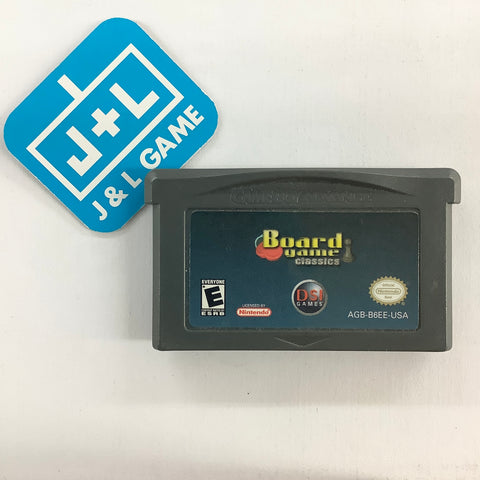 J+L
J & L GAME
GAME BOY ADVANCE
Board
game
classics
EVERYONE
E
ESRB
LICENSED BY
Nintendo
DSI
GAMES
OFFICIAL
Nintendo
Seal
AGB-B6EE-USA